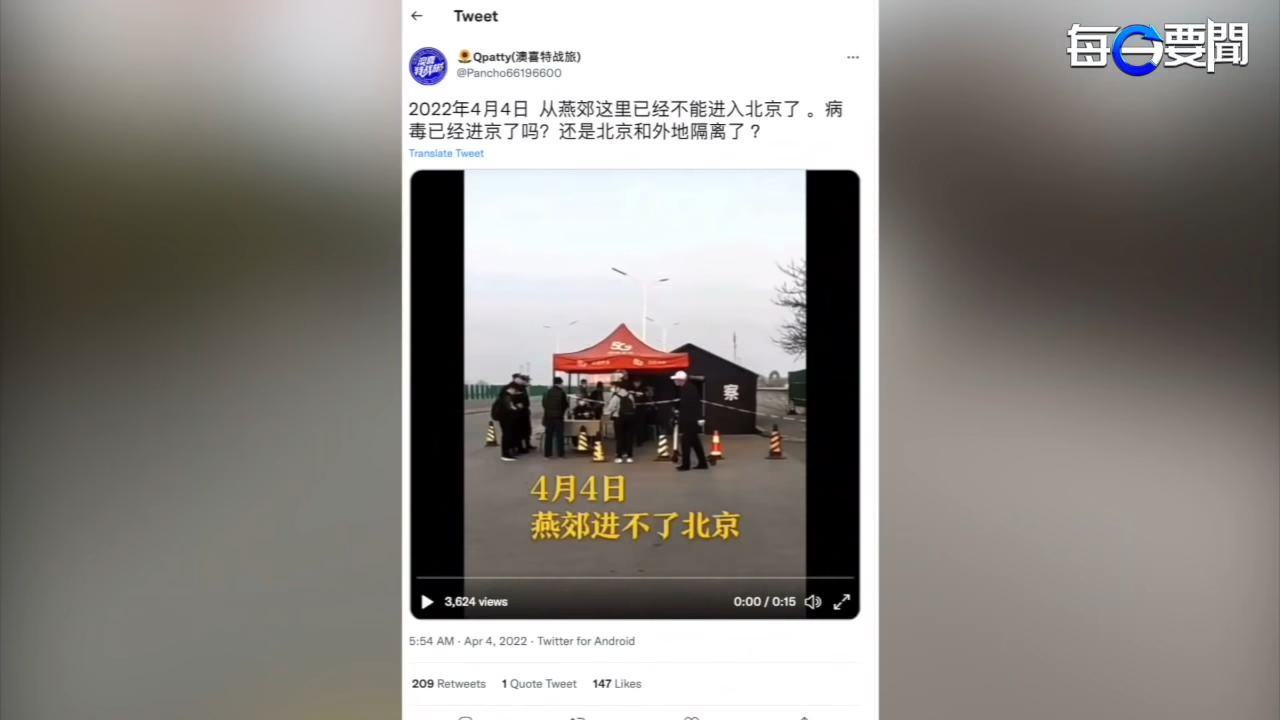 Tweet
每日要聞
Qpatty(澳喜特战旅)
@Pancho66196600
2022年4月4日 从燕郊这里已经不能进入北京了。病
毒已经进京了吗？还是北京和外地隔离了？
Translate Tweet
5G
察
4月4日
燕郊进不了北京
3,624 views
0:00 / 0:15
5:54 AM · Apr 4, 2022 · Twitter for Android
209 Retweets 1 Quote Tweet 147 Likes